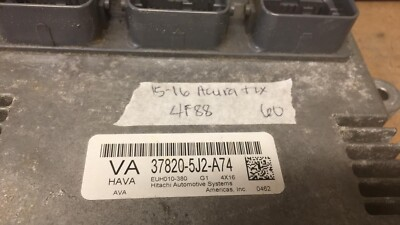 15-16 Acura tlx
4F88 60
VA 37820-5J2-A74
HAVA EUH010-380 Q1 4X16
Hitachi Automotive Systems
AVA Americas, Inc. 0462